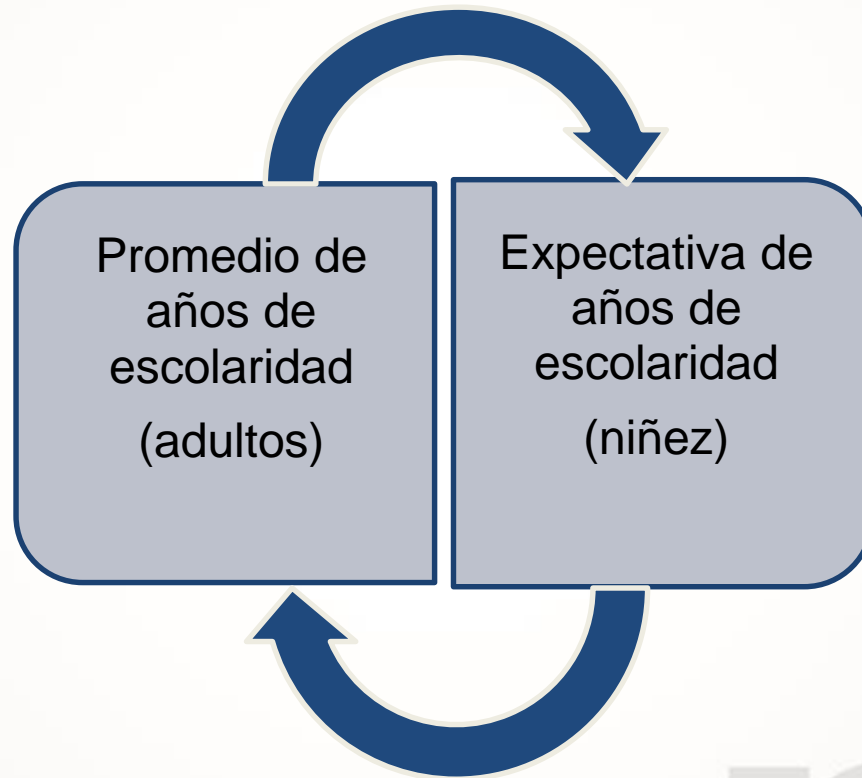 Promedio de
años de
escolaridad
(adultos)
Expectativa de
años de
escolaridad
(niñez)